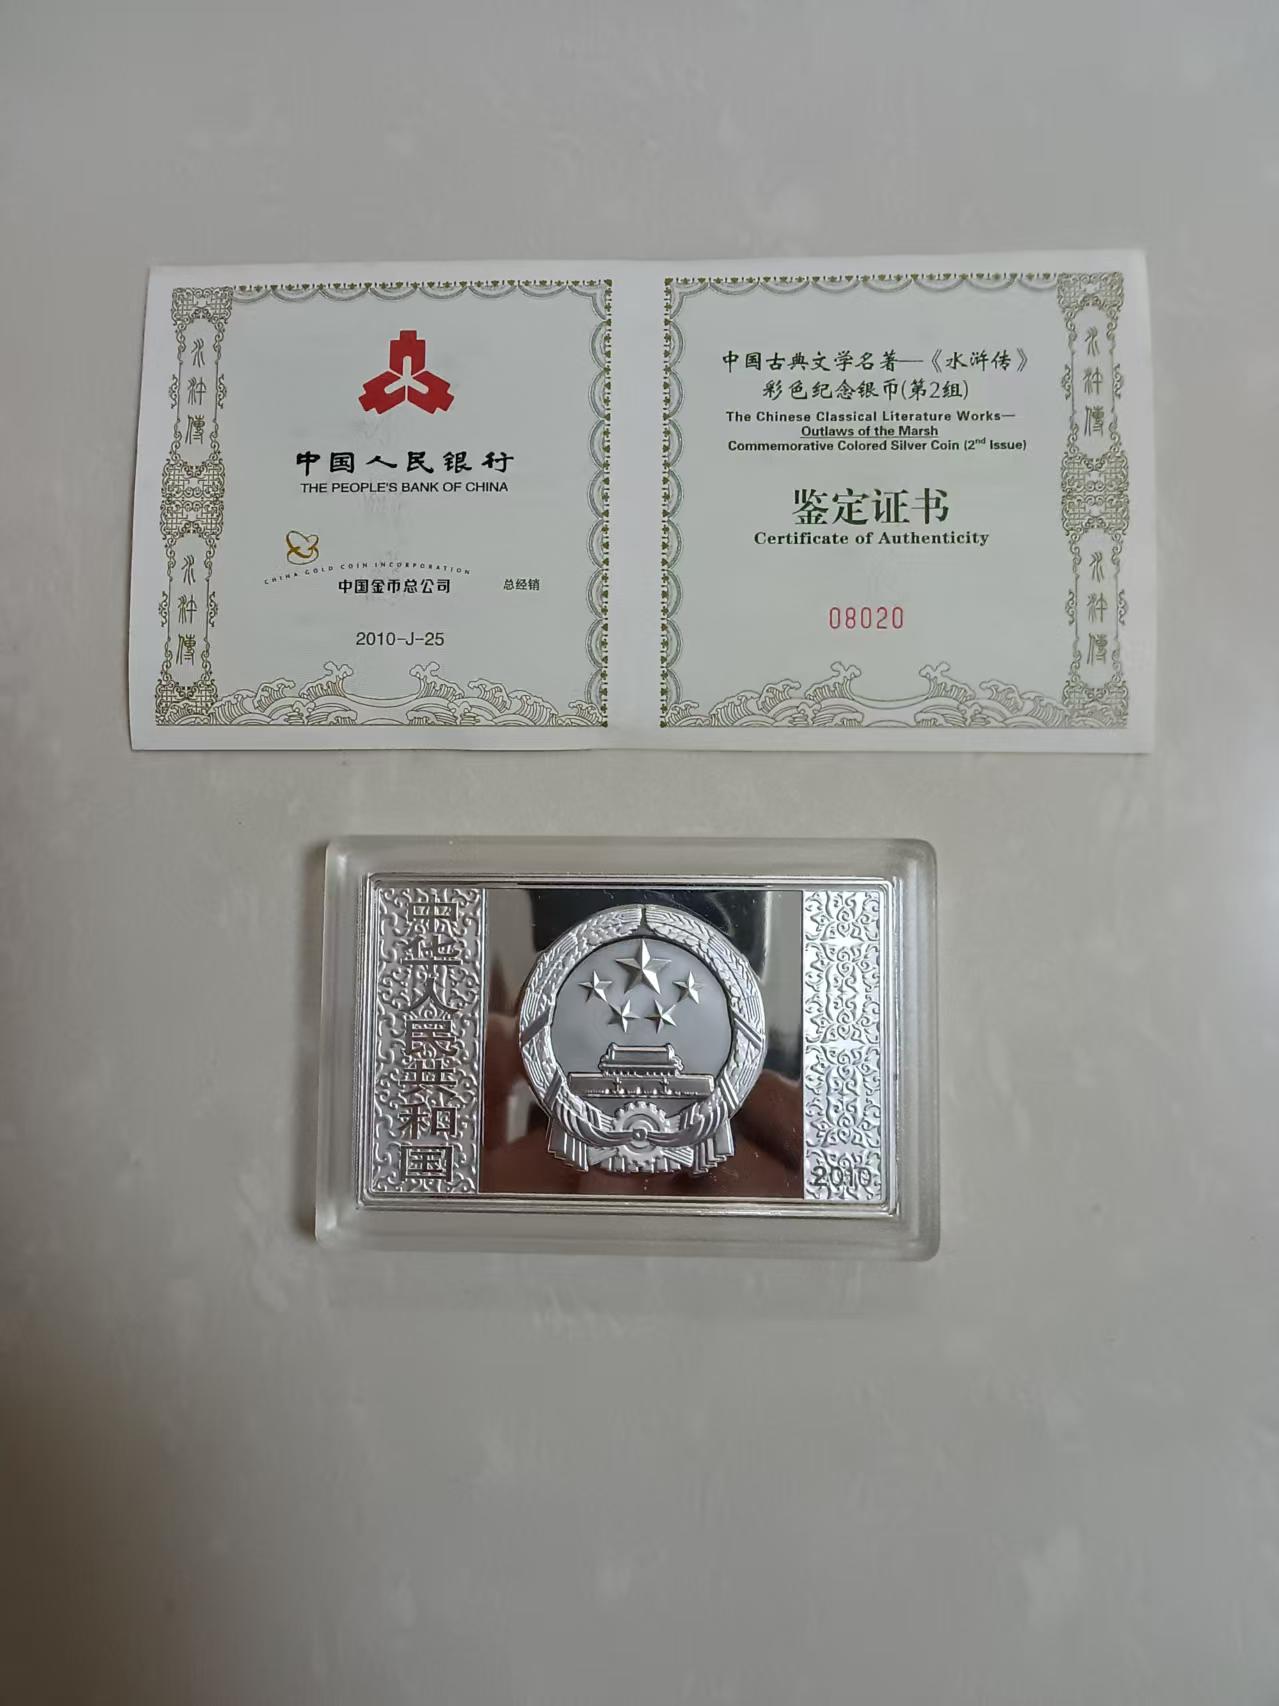 水滸傳
水滸傳
中国人民银行
THE PEOPLE'S BANK OF CHINA
CHINA GOLD COIN INCORPORATION
中国金币总公司 总经销
2010-J-25
中国古典文学名著—《水浒传》
彩色纪念银币(第2组)
The Chinese Classical Literature Works—
Outlaws of the Marsh
Commemorative Colored Silver Coin (2nd Issue)
鉴定证书
Certificate of Authenticity
08020
水滸傳
水滸傳
中华人民共和国
2010